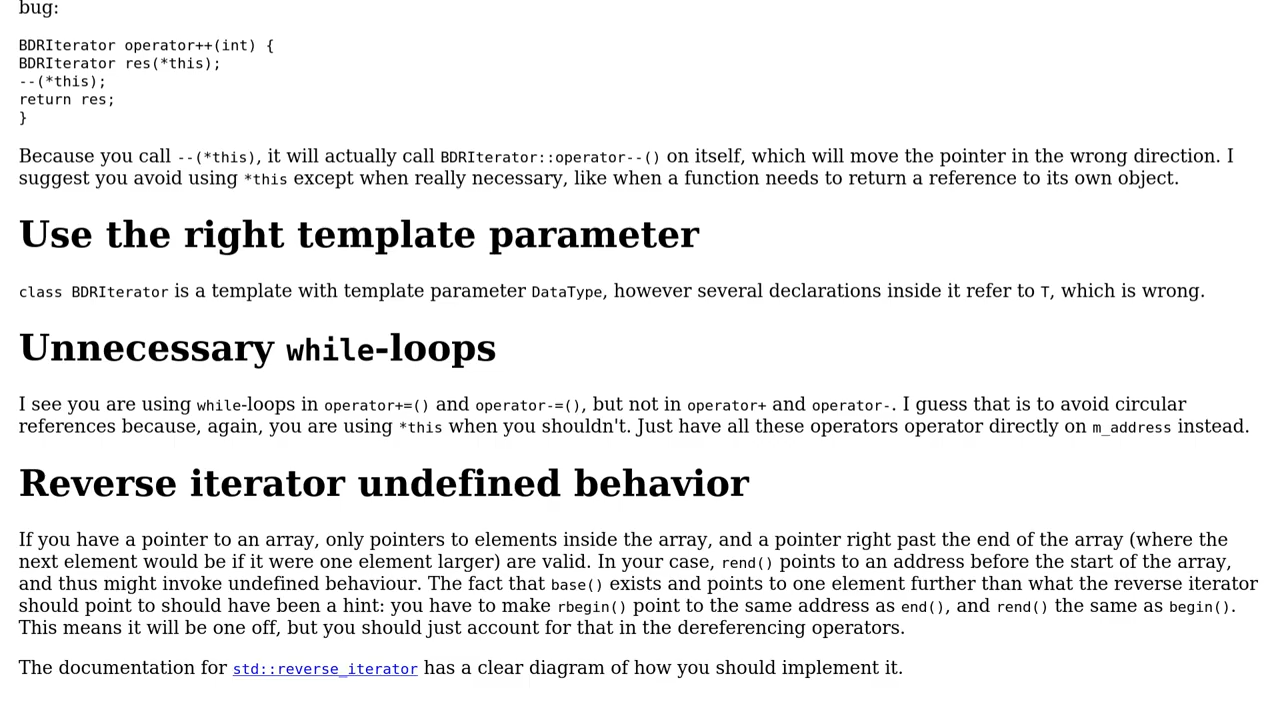 bug:
BDRIterator operator++(int) {
BDRIterator res(*this);
--(*this);
return res;
}
Because you call --(*this), it will actually call BDRIterator::operator--() on itself, which will move the pointer in the wrong direction. I
suggest you avoid using *this except when really necessary, like when a function needs to return a reference to its own object.
Use the right template parameter
class BDRIterator is a template with template parameter DataType, however several declarations inside it refer to T, which is wrong.
Unnecessary while-loops
I see you are using while-loops in operator+=() and operator-=(), but not in operator+ and operator-. I guess that is to avoid circular
references because, again, you are using *this when you shouldn't. Just have all these operators operator directly on m_address instead.
Reverse iterator undefined behavior
If you have a pointer to an array, only pointers to elements inside the array, and a pointer right past the end of the array (where the
next element would be if it were one element larger) are valid. In your case, rend() points to an address before the start of the array,
and thus might invoke undefined behaviour. The fact that base() exists and points to one element further than what the reverse iterator
should point to should have been a hint: you have to make rbegin() point to the same address as end(), and rend() the same as begin().
This means it will be one off, but you should just account for that in the dereferencing operators.
The documentation for std::reverse_iterator has a clear diagram of how you should implement it.